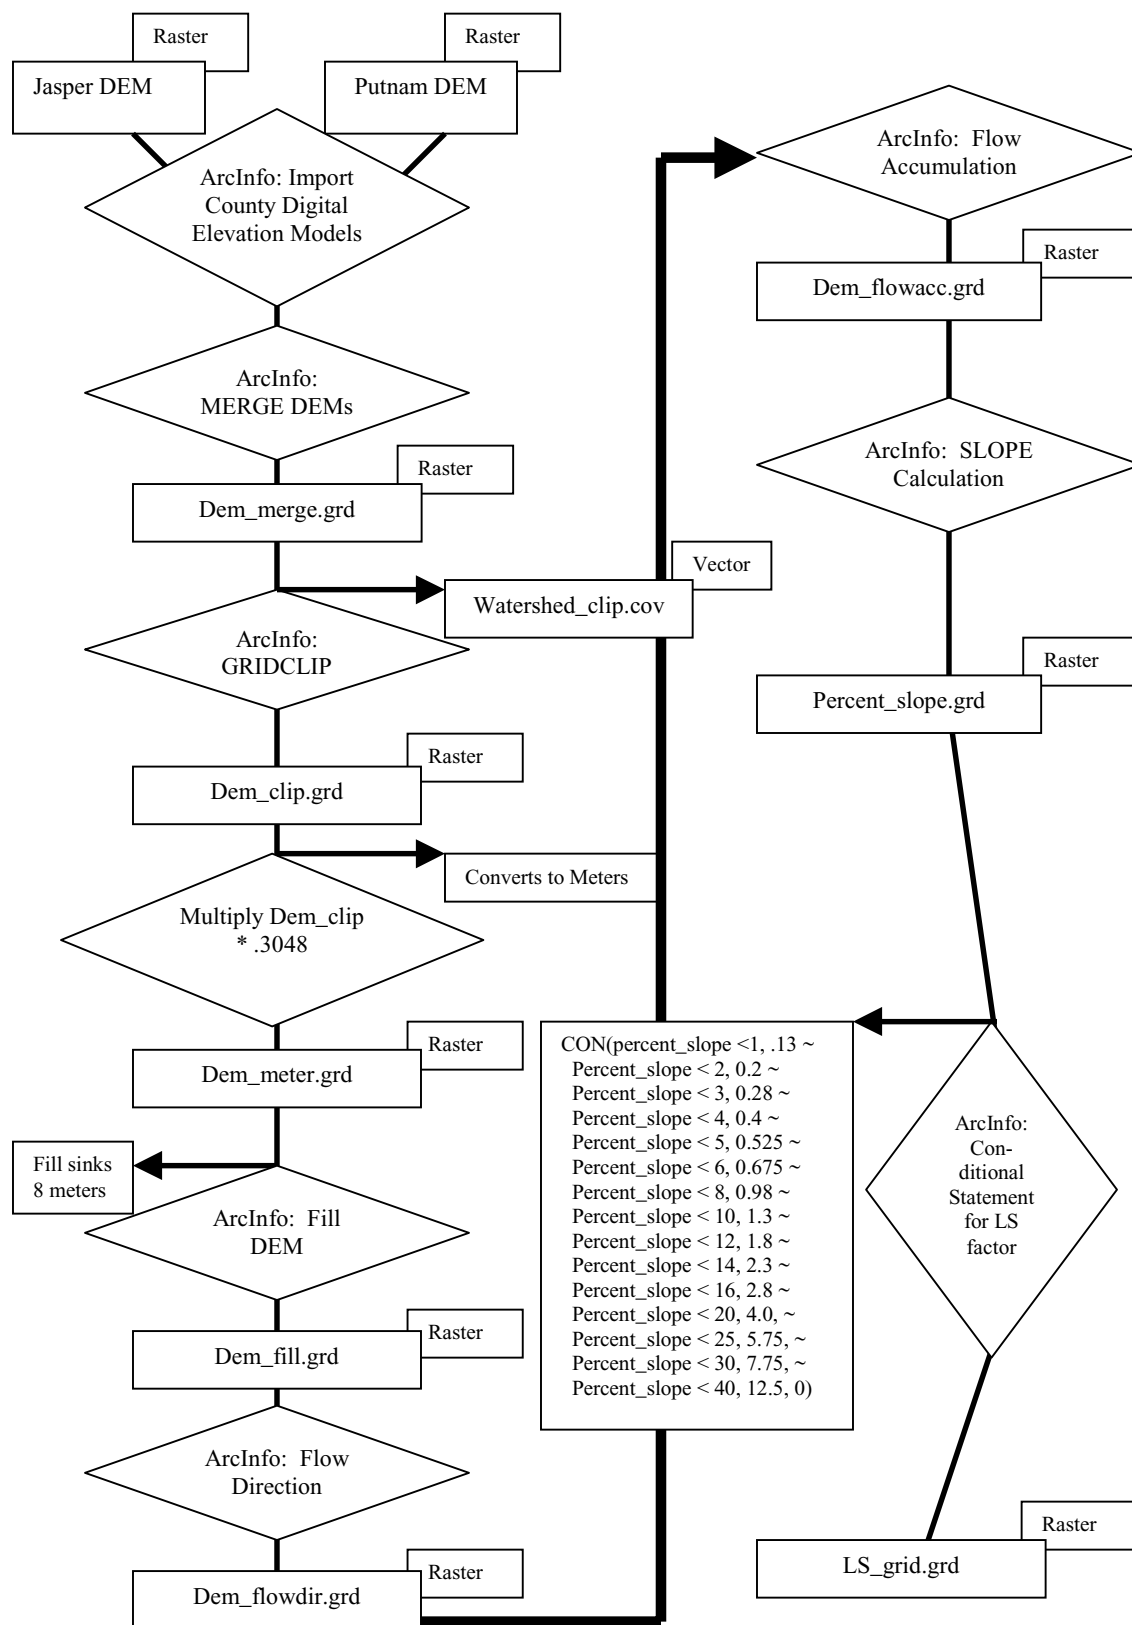 Raster
Jasper DEM
Raster
Putnam DEM
ArcInfo: Import
County Digital
Elevation Models
ArcInfo:
MERGE DEMs
Raster
Dem_merge.grd
Vector
Watershed_clip.cov
ArcInfo:
GRIDCLIP
Raster
Dem_clip.grd
Converts to Meters
Multiply Dem_clip
* .3048
Raster
Dem_meter.grd
Fill sinks
8 meters
ArcInfo: Fill
DEM
Raster
Dem_fill.grd
ArcInfo: Flow
Direction
Raster
Dem_flowdir.grd
ArcInfo: Flow
Accumulation
Raster
Dem_flowacc.grd
ArcInfo: SLOPE
Calculation
Raster
Percent_slope.grd
CON(percent_slope <1, .13 ~
Percent_slope < 2, 0.2 ~
Percent_slope < 3, 0.28 ~
Percent_slope < 4, 0.4 ~
Percent_slope < 5, 0.525 ~
Percent_slope < 6, 0.675 ~
Percent_slope < 8, 0.98 ~
Percent_slope < 10, 1.3 ~
Percent_slope < 12, 1.8 ~
Percent_slope < 14, 2.3 ~
Percent_slope < 16, 2.8 ~
Percent_slope < 20, 4.0, ~
Percent_slope < 25, 5.75, ~
Percent_slope < 30, 7.75, ~
Percent_slope < 40, 12.5, 0)
ArcInfo:
Con-
ditional
Statement
for LS
factor
Raster
LS_grid.grd